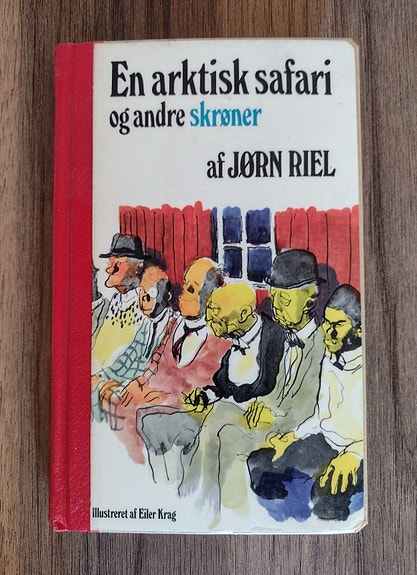 En arktisk safari
og andre skrøner
af JØRN RIEL
Illustreret af Eiler Krag